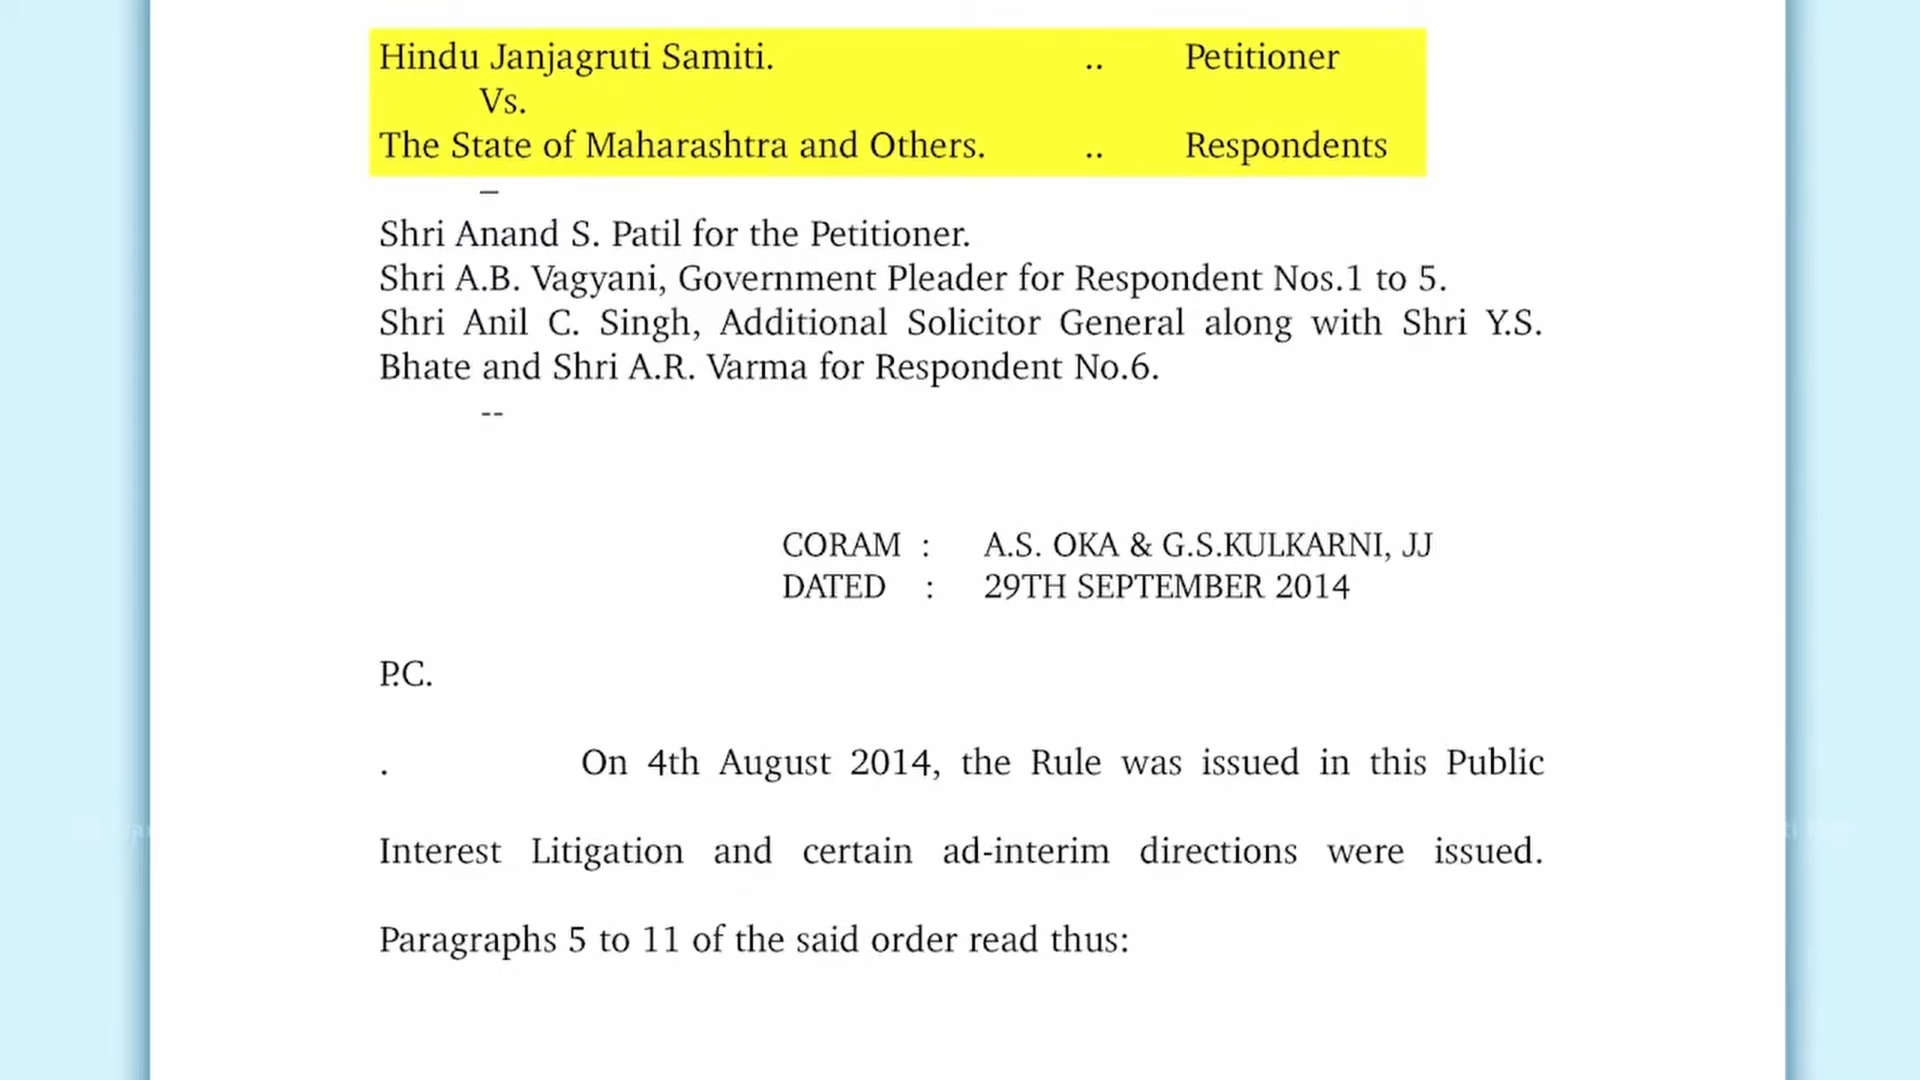 Hindu Janjagruti Samiti. .. Petitioner
Vs.
The State of Maharashtra and Others. .. Respondents
–
Shri Anand S. Patil for the Petitioner.
Shri A.B. Vagyani, Government Pleader for Respondent Nos.1 to 5.
Shri Anil C. Singh, Additional Solicitor General along with Shri Y.S.
Bhate and Shri A.R. Varma for Respondent No.6.
--
CORAM : A.S. OKA & G.S.KULKARNI, JJ
DATED : 29TH SEPTEMBER 2014
P.C.
. On 4th August 2014, the Rule was issued in this Public
Interest Litigation and certain ad-interim directions were issued.
Paragraphs 5 to 11 of the said order read thus: